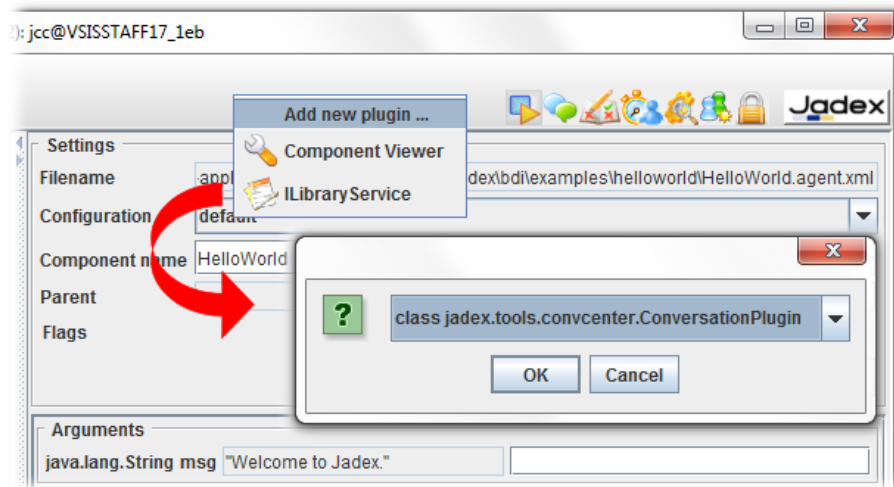 2): jcc@VSISSTAFF17_1eb
Add new plugin ...
Jadex
Settings
Component Viewer
Filename
dex\bdi\examples\helloworld\HelloWorld.agent.xml
ILibraryService
Configuration
default
Component name HelloWorld
Parent
class jadex.tools.convcenter.ConversationPlugin
Flags
OK Cancel
Arguments
java.lang.String msg "Welcome to Jadex."